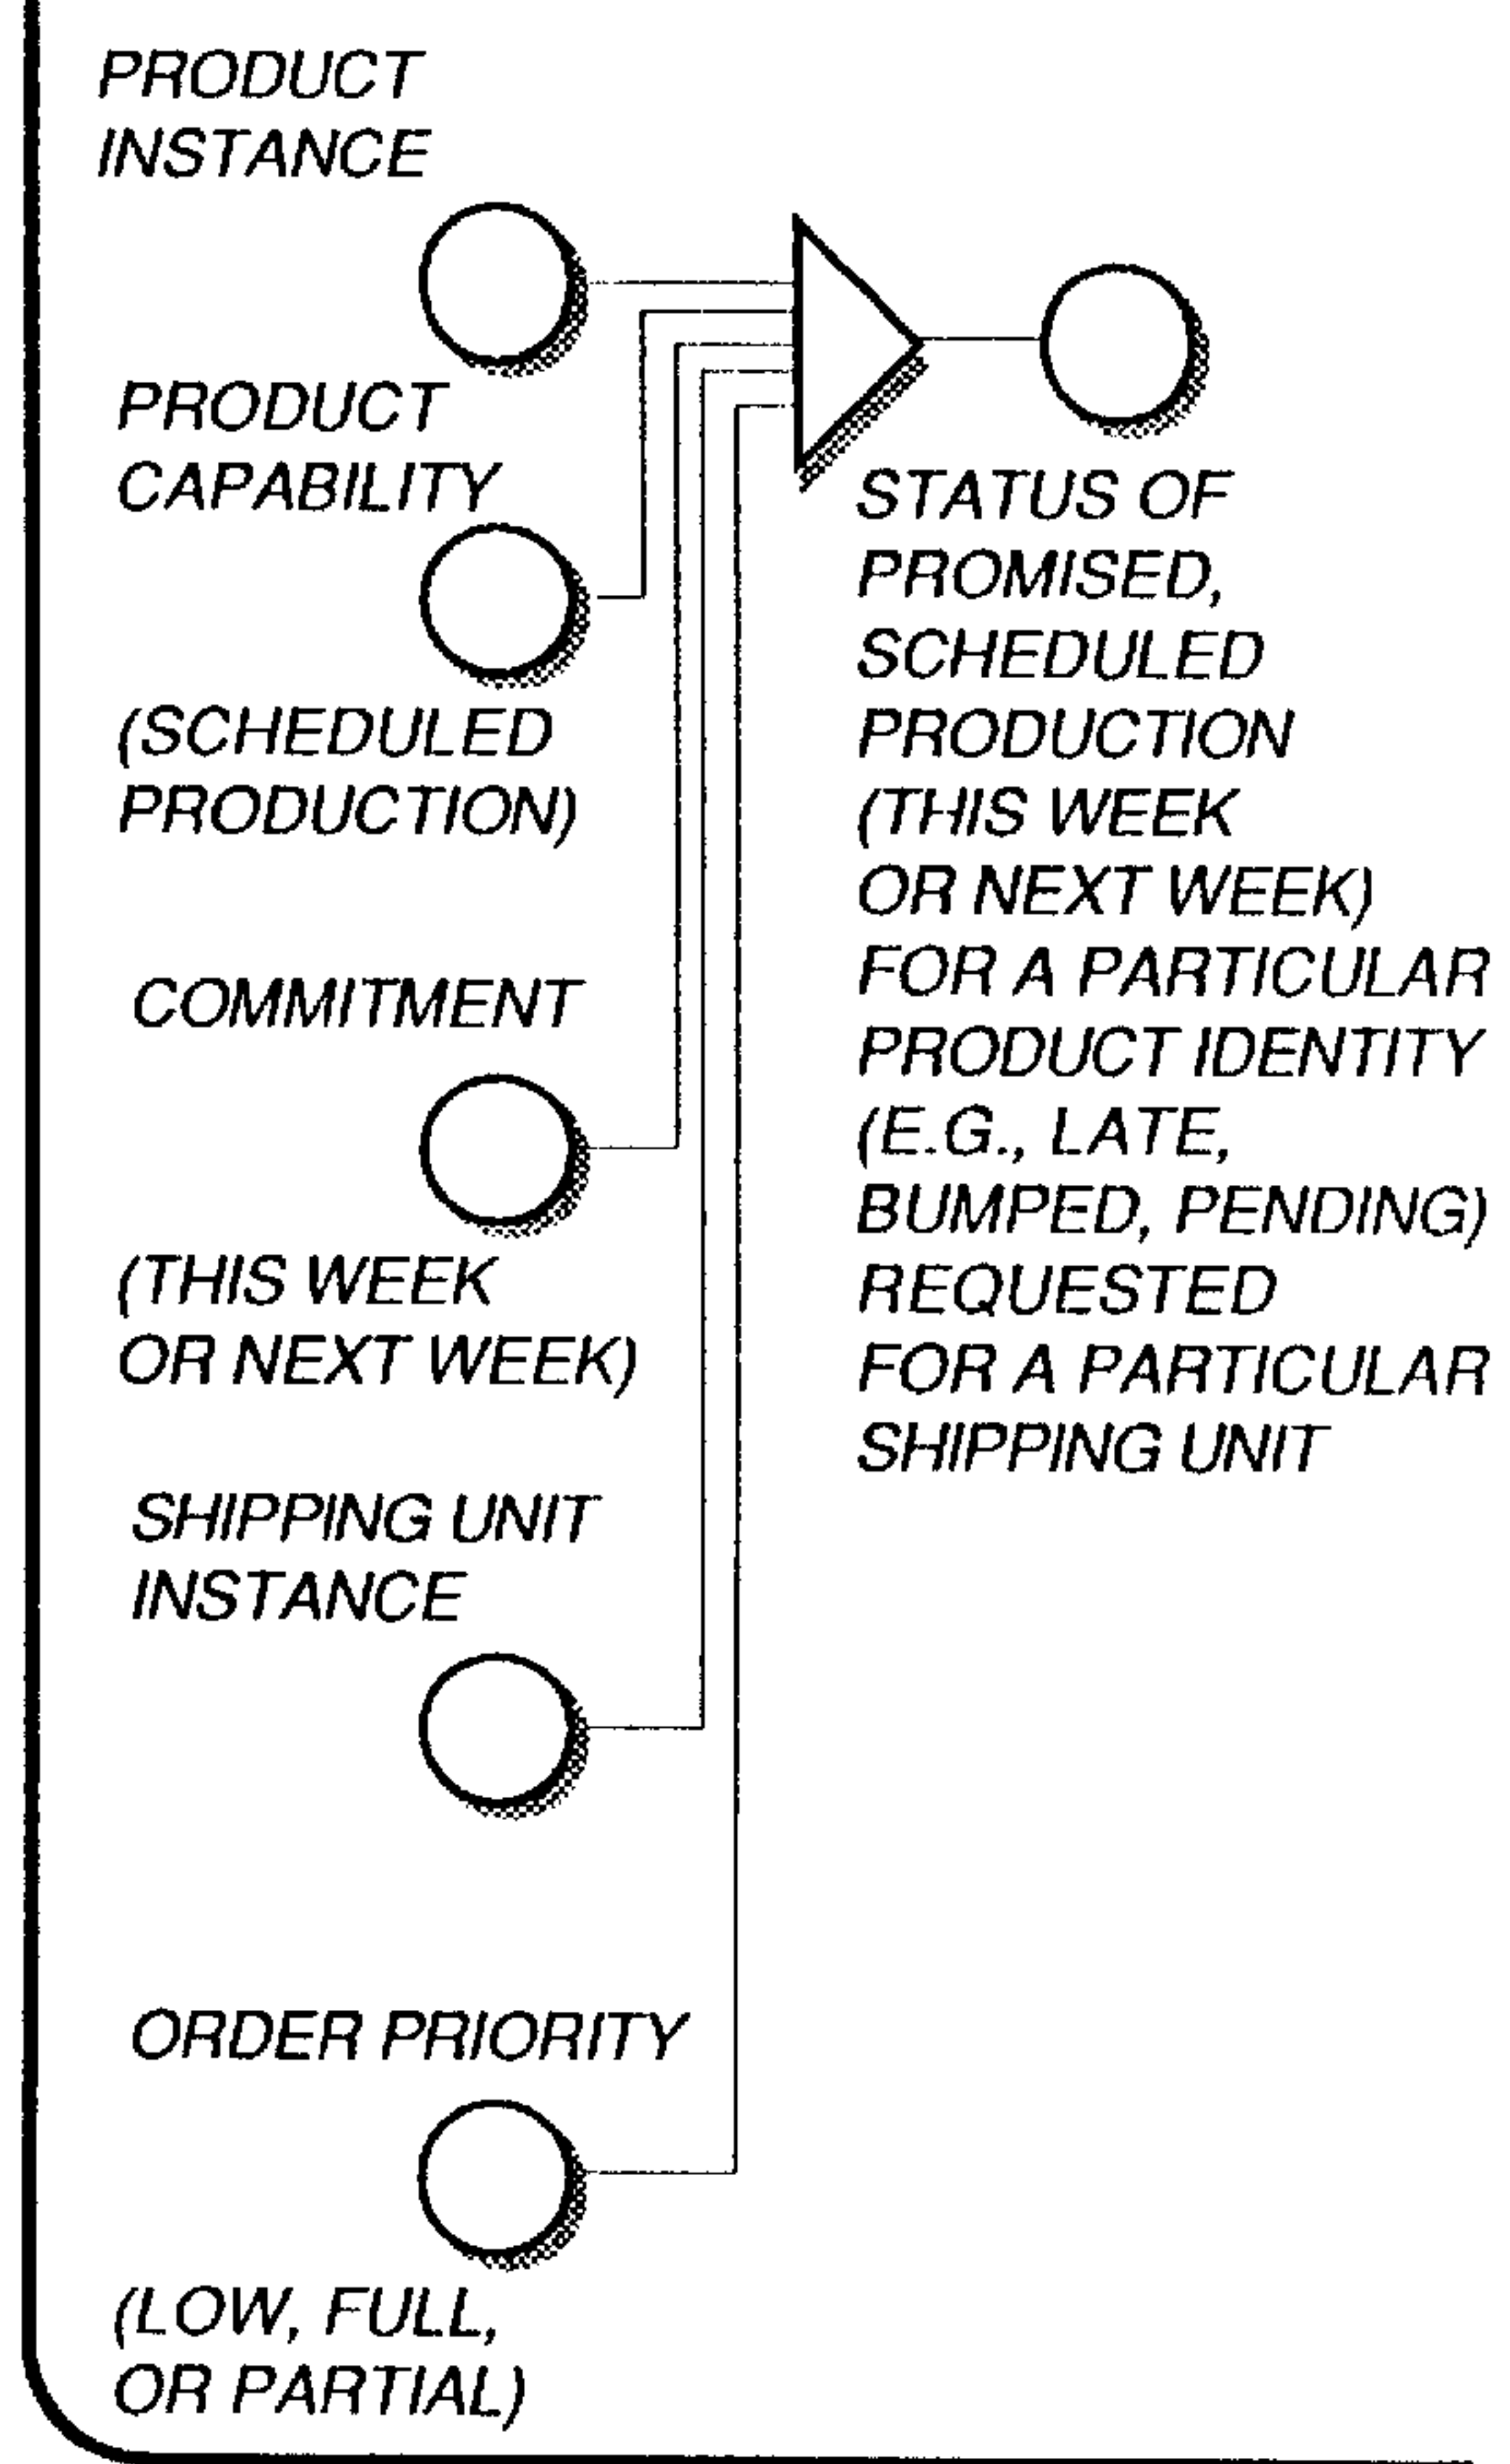 PRODUCT
INSTANCE
PRODUCT
CAPABILITY
(SCHEDULED
PRODUCTION)
COMMITMENT
(THIS WEEK
OR NEXT WEEK)
SHIPPING UNIT
INSTANCE
ORDER PRIORITY
(LOW, FULL,
OR PARTIAL)
STATUS OF
PROMISED,
SCHEDULED
PRODUCTION
(THIS WEEK
OR NEXT WEEK)
FOR A PARTICULAR
PRODUCT IDENTITY
(E.G., LATE,
BUMPED, PENDING)
REQUESTED
FOR A PARTICULAR
SHIPPING UNIT